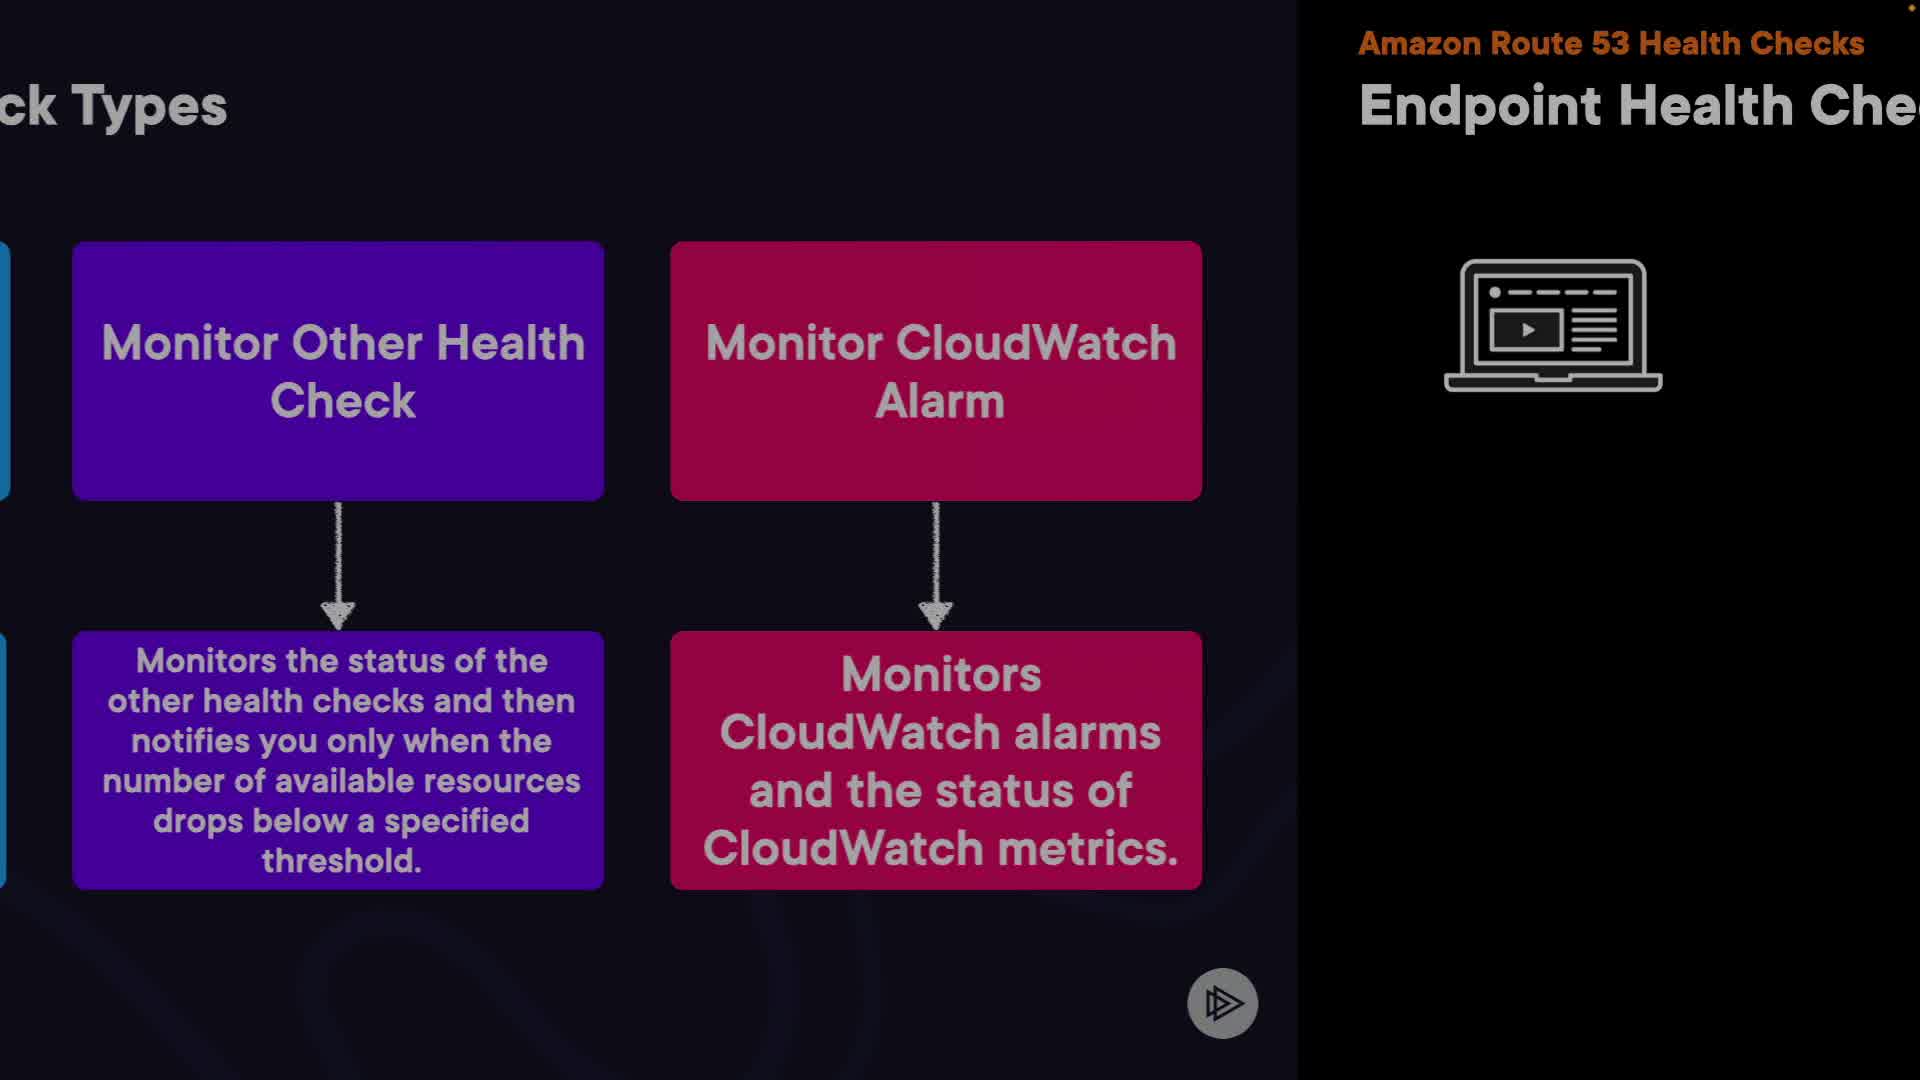 ck Types
Monitor Other Health
Check
Monitors the status of the
other health checks and then
notifies you only when the
number of available resources
drops below a specified
threshold.
Monitor CloudWatch
Alarm
Monitors
CloudWatch alarms
and the status of
CloudWatch metrics.
Amazon Route 53 Health Checks
Endpoint Health Che